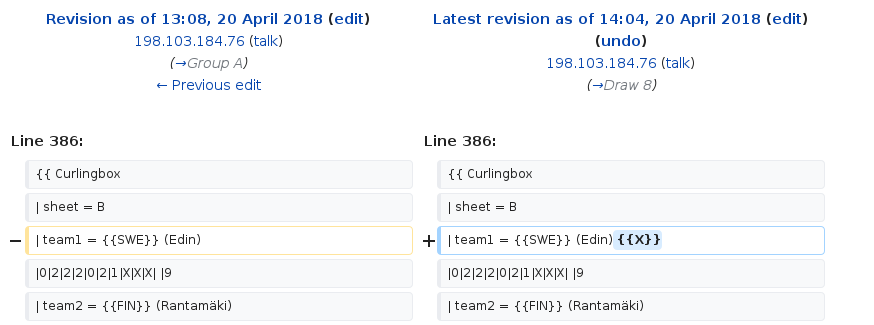 Revision as of 13:08, 20 April 2018 (edit)
198.103.184.76 (talk)
(→Group A)
← Previous edit
Latest revision as of 14:04, 20 April 2018 (edit)
(undo)
198.103.184.76 (talk)
(→Draw 8)
Line 386:
Line 386:
{{ Curlingbox
{{ Curlingbox
| sheet = B
| sheet = B
− | team1 = {{SWE}} (Edin)
+ | team1 = {{SWE}} (Edin) {{X}}
|0|2|2|2|0|2|1|X|X|X| |9
|0|2|2|2|0|2|1|X|X|X| |9
| team2 = {{FIN}} (Rantamäki)
| team2 = {{FIN}} (Rantamäki)